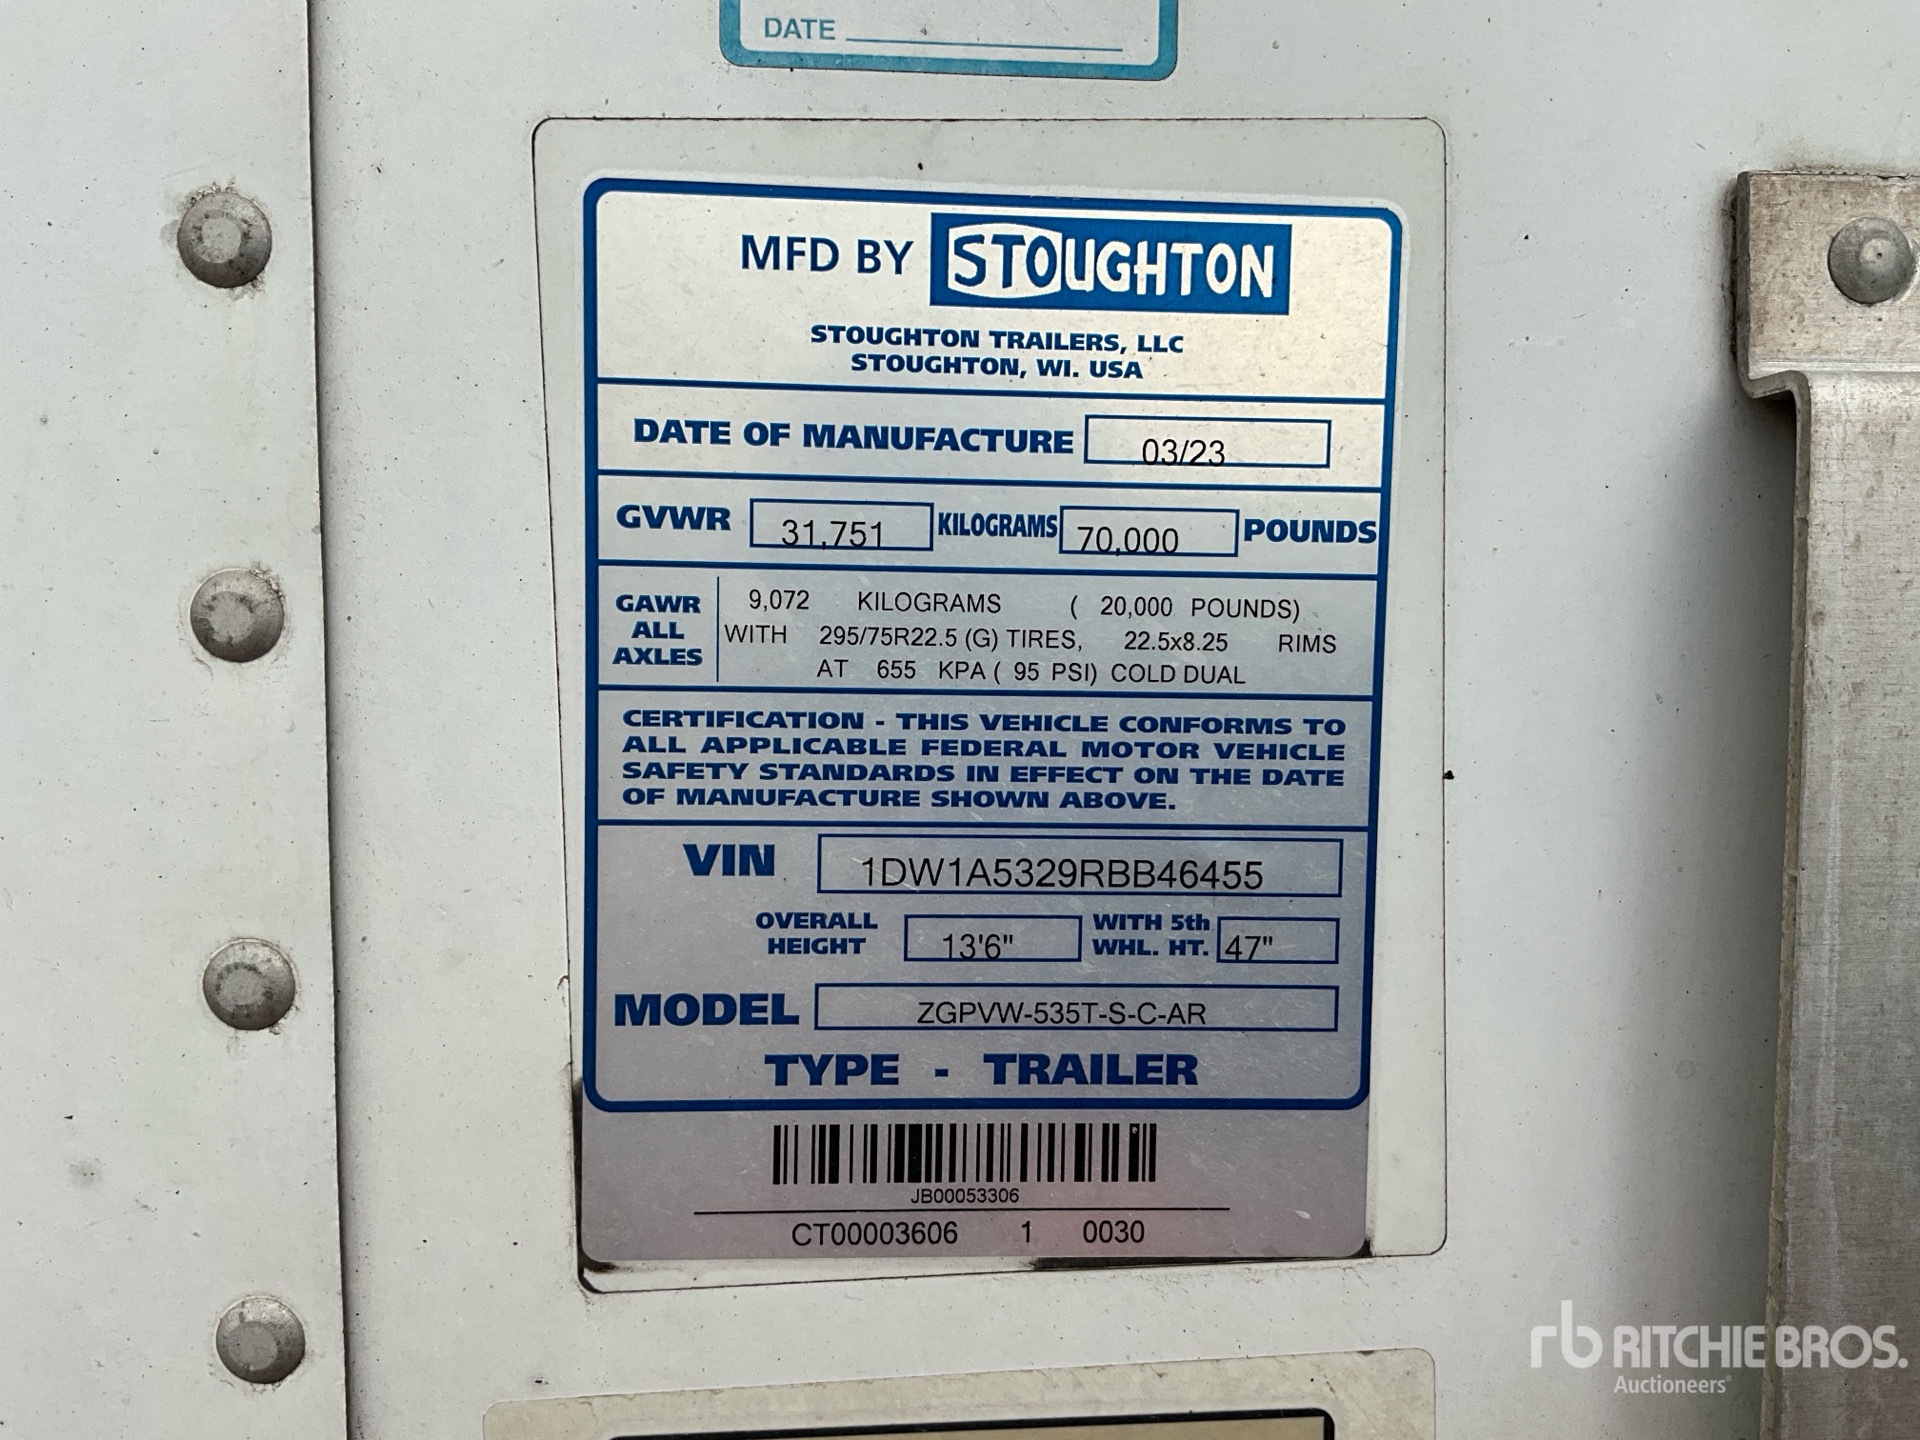 DATE
MFD BY STOUGHTON
STOUGHTON TRAILERS, LLC
STOUGHTON, WI. USA
DATE OF MANUFACTURE 03/23
GVWR 31,751 KILOGRAMS 70,000 POUNDS
GAWR ALL AXLES
9,072 KILOGRAMS ( 20,000 POUNDS)
WITH 295/75R22.5 (G) TIRES, 22.5x8.25 RIMS
AT 655 KPA ( 95 PSI) COLD DUAL
CERTIFICATION - THIS VEHICLE CONFORMS TO
ALL APPLICABLE FEDERAL MOTOR VEHICLE
SAFETY STANDARDS IN EFFECT ON THE DATE
OF MANUFACTURE SHOWN ABOVE.
VIN 1DW1A5329RBB46455
OVERALL HEIGHT 13'6" WITH 5th WHL. HT. 47"
MODEL ZGPVW-535T-S-C-AR
TYPE - TRAILER
JB00053306
CT00003606 1 0030
rb RITCHIE BROS.
Auctioneers